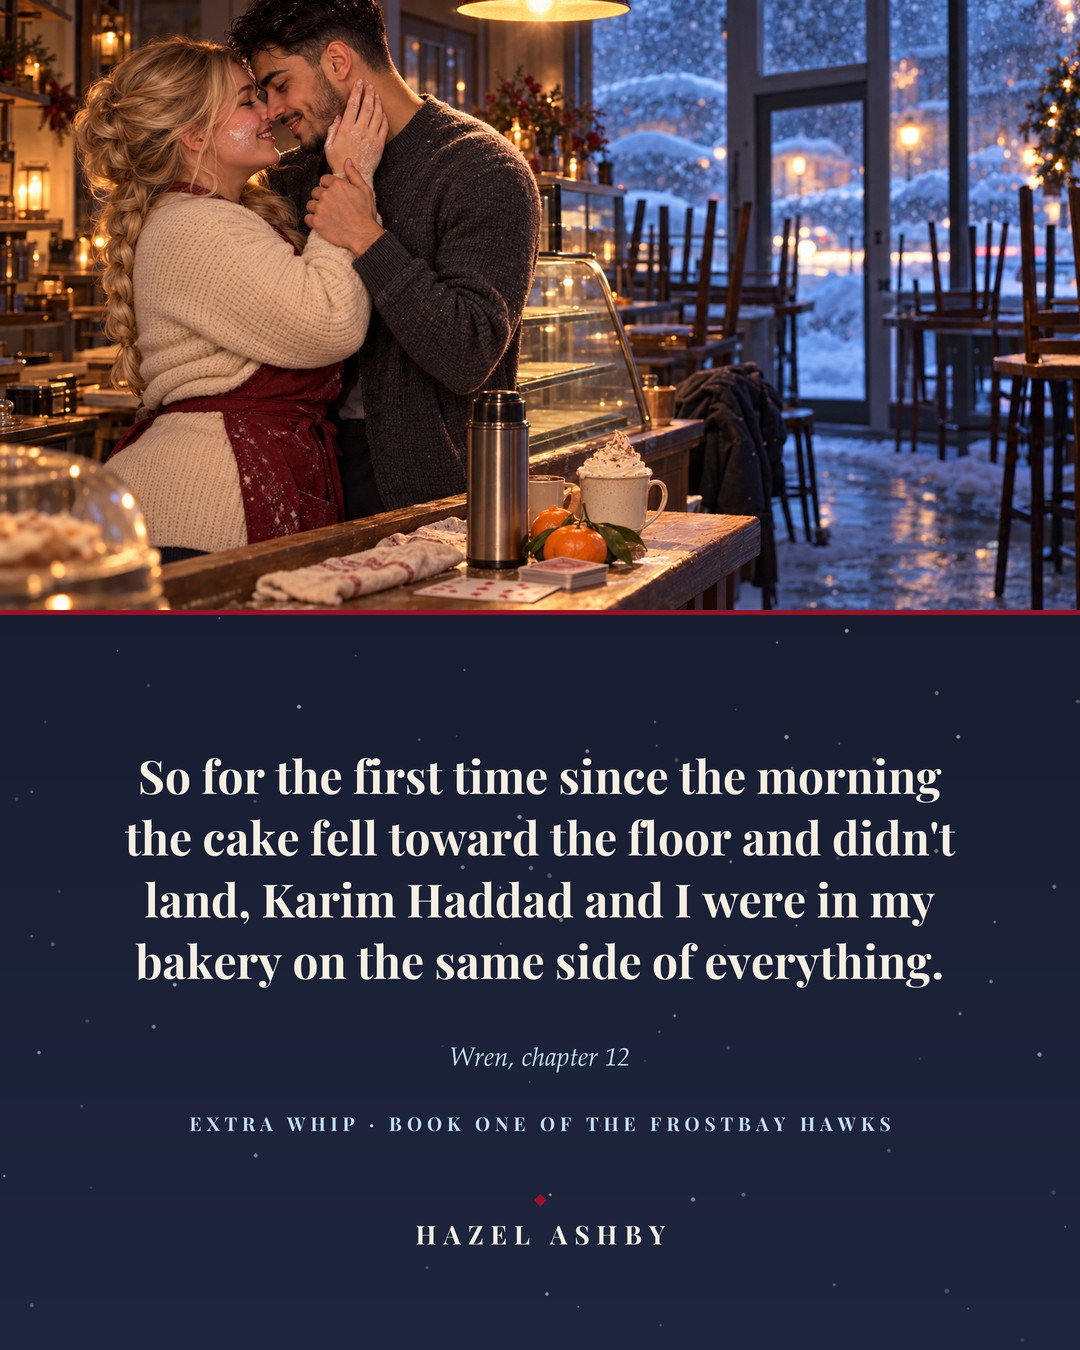 So for the first time since the morning
the cake fell toward the floor and didn't
land, Karim Haddad and I were in my
bakery on the same side of everything.
Wren, chapter 12
EXTRA WHIP · BOOK ONE OF THE FROSTBAY HAWKS
HAZEL ASHBY